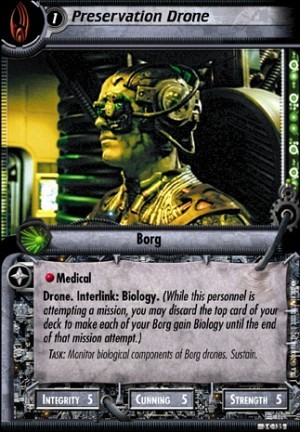 1 Preservation Drone
Borg
Medical
Drone. Interlink: Biology. (While this personnel is
attempting a mission, you may discard the top card of your
deck to make each of your Borg gain Biology until the end
of that mission attempt.)
TASK: Monitor biological components of Borg drones. Sustain.
INTEGRITY 5 CUNNING 5 STRENGTH 5